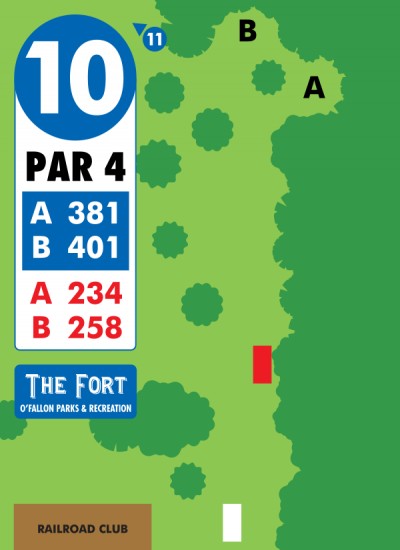 10
11
PAR 4
A 381
B 401
A 234
B 258
THE FORT
O'FALLON PARKS & RECREATION
B
A
RAILROAD CLUB